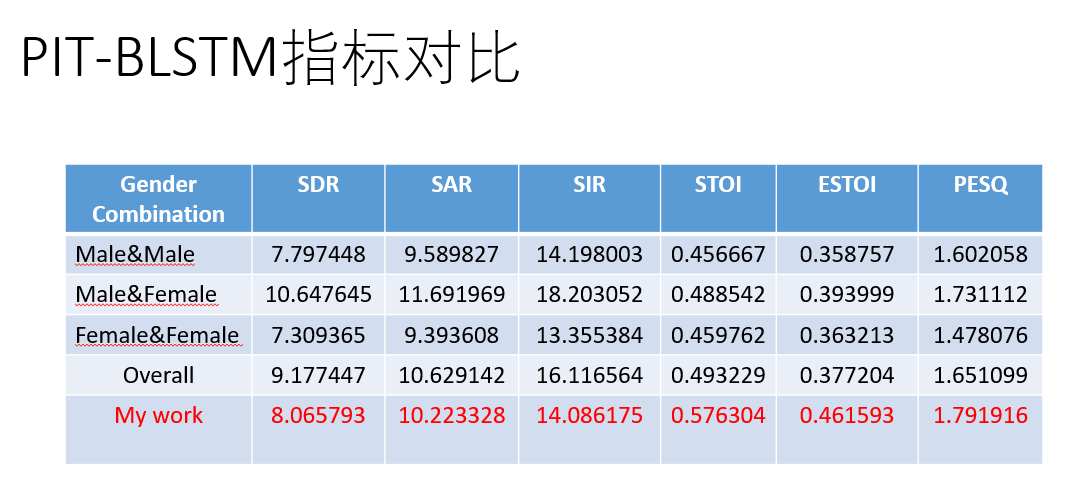 PIT-BLSTM指标对比
Gender Combination SDR SAR SIR STOI ESTOI PESQ
Male&Male 7.797448 9.589827 14.198003 0.456667 0.358757 1.602058
Male&Female 10.647645 11.691969 18.203052 0.488542 0.393999 1.731112
Female&Female 7.309365 9.393608 13.355384 0.459762 0.363213 1.478076
Overall 9.177447 10.629142 16.116564 0.493229 0.377204 1.651099
My work 8.065793 10.223328 14.086175 0.576304 0.461593 1.791916